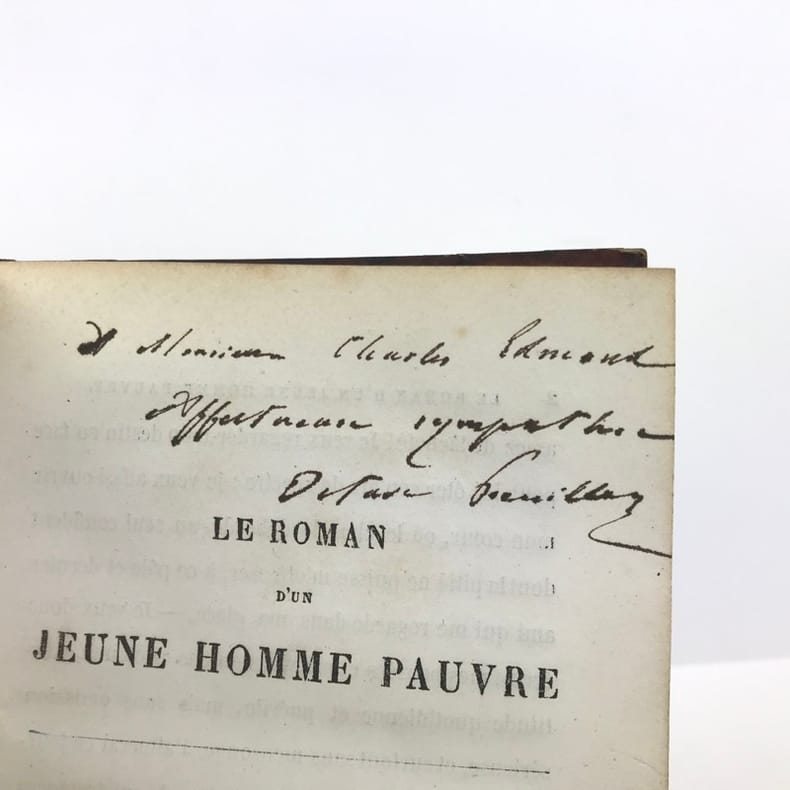 A Monsieur Charles Edmond
Affectueuse sympathie
Octave Feuillet
LE ROMAN
D'UN
JEUNE HOMME PAUVRE